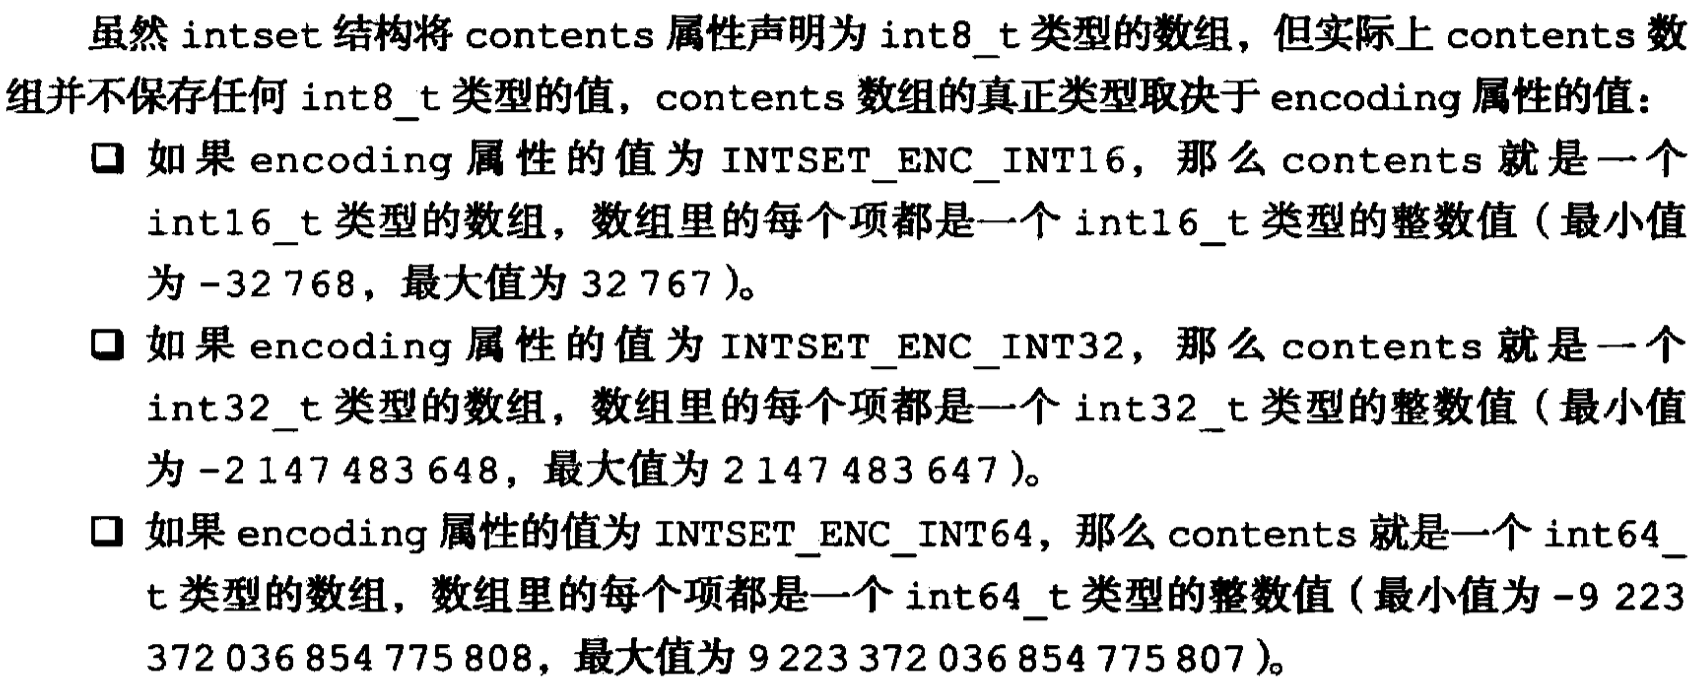 虽然 intset 结构将 contents 属性声明为 int8_t 类型的数组，但实际上 contents 数
组并不保存任何 int8_t 类型的值，contents 数组的真正类型取决于 encoding 属性的值：
❑ 如果 encoding 属性的值为 INTSET_ENC_INT16，那么 contents 就是一个
int16_t 类型的数组，数组里的每个项都是一个 int16_t 类型的整数值（最小值
为 -32 768，最大值为 32 767）。
❑ 如果 encoding 属性的值为 INTSET_ENC_INT32，那么 contents 就是一个
int32_t 类型的数组，数组里的每个项都是一个 int32_t 类型的整数值（最小值
为 -2 147 483 648，最大值为 2 147 483 647）。
❑ 如果 encoding 属性的值为 INTSET_ENC_INT64，那么 contents 就是一个 int64_
t 类型的数组，数组里的每个项都是一个 int64_t 类型的整数值（最小值为 -9 223
372 036 854 775 808，最大值为 9 223 372 036 854 775 807）。